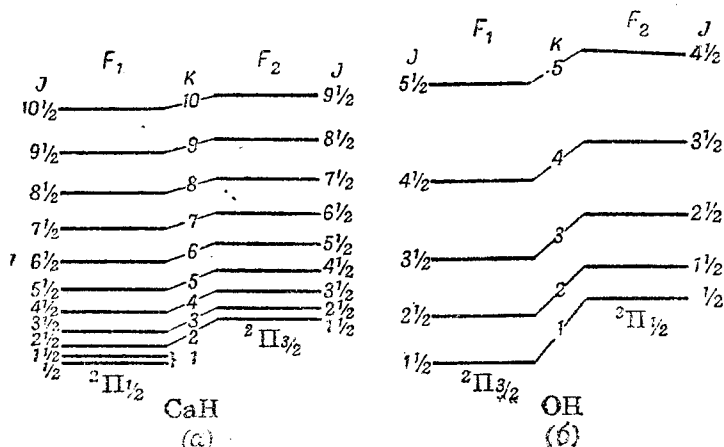 F₁ K F₂
J J
10½ 10 9½
9½ 9 8½
8½ 8 7½
7½ 7 6½
6½ 6 5½
5½ 5 4½
4½ 4 3½
3½ 3 2½
2½ 2 1½
1½ 1
½
²Π₁/₂ ²Π₃/₂
CaH
(а)
F₁ K F₂
J J
5½ 5 4½
4½ 4 3½
3½ 3 2½
2½ 2 1½
1½ 1 ½
²Π₃/₂ ²Π₁/₂
OH
(б)